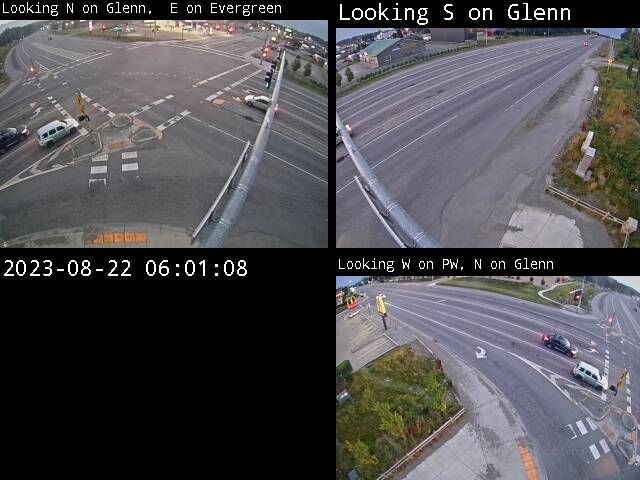 Looking N on Glenn, E on Evergreen
Looking S on Glenn
2023-08-22 06:01:08
Looking W on PW, N on Glenn